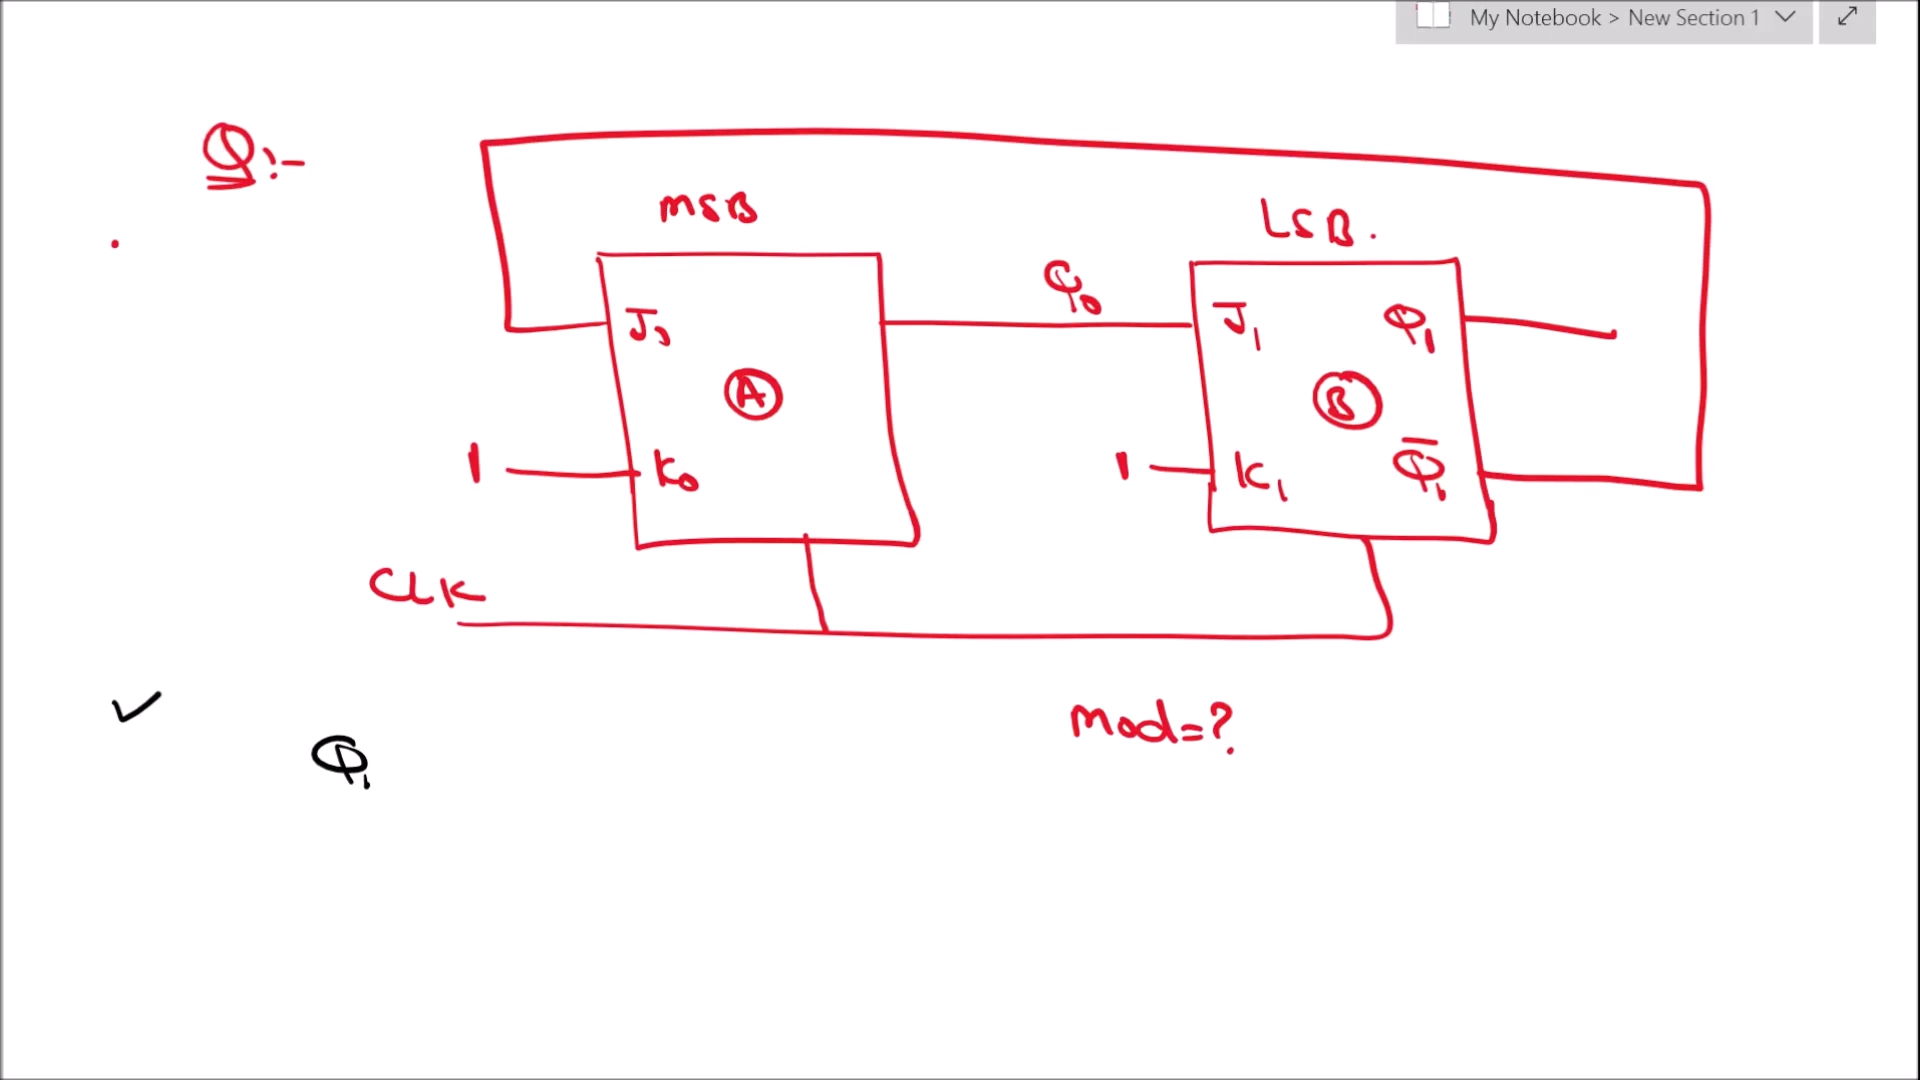 My Notebook > New Section 1
Q:-
MSB
LSB.
Q₀
J₀
J₁
Q₁
A
B
1
K₀
1
K₁
Q̅₁
CLK
Mod=?
Q₁